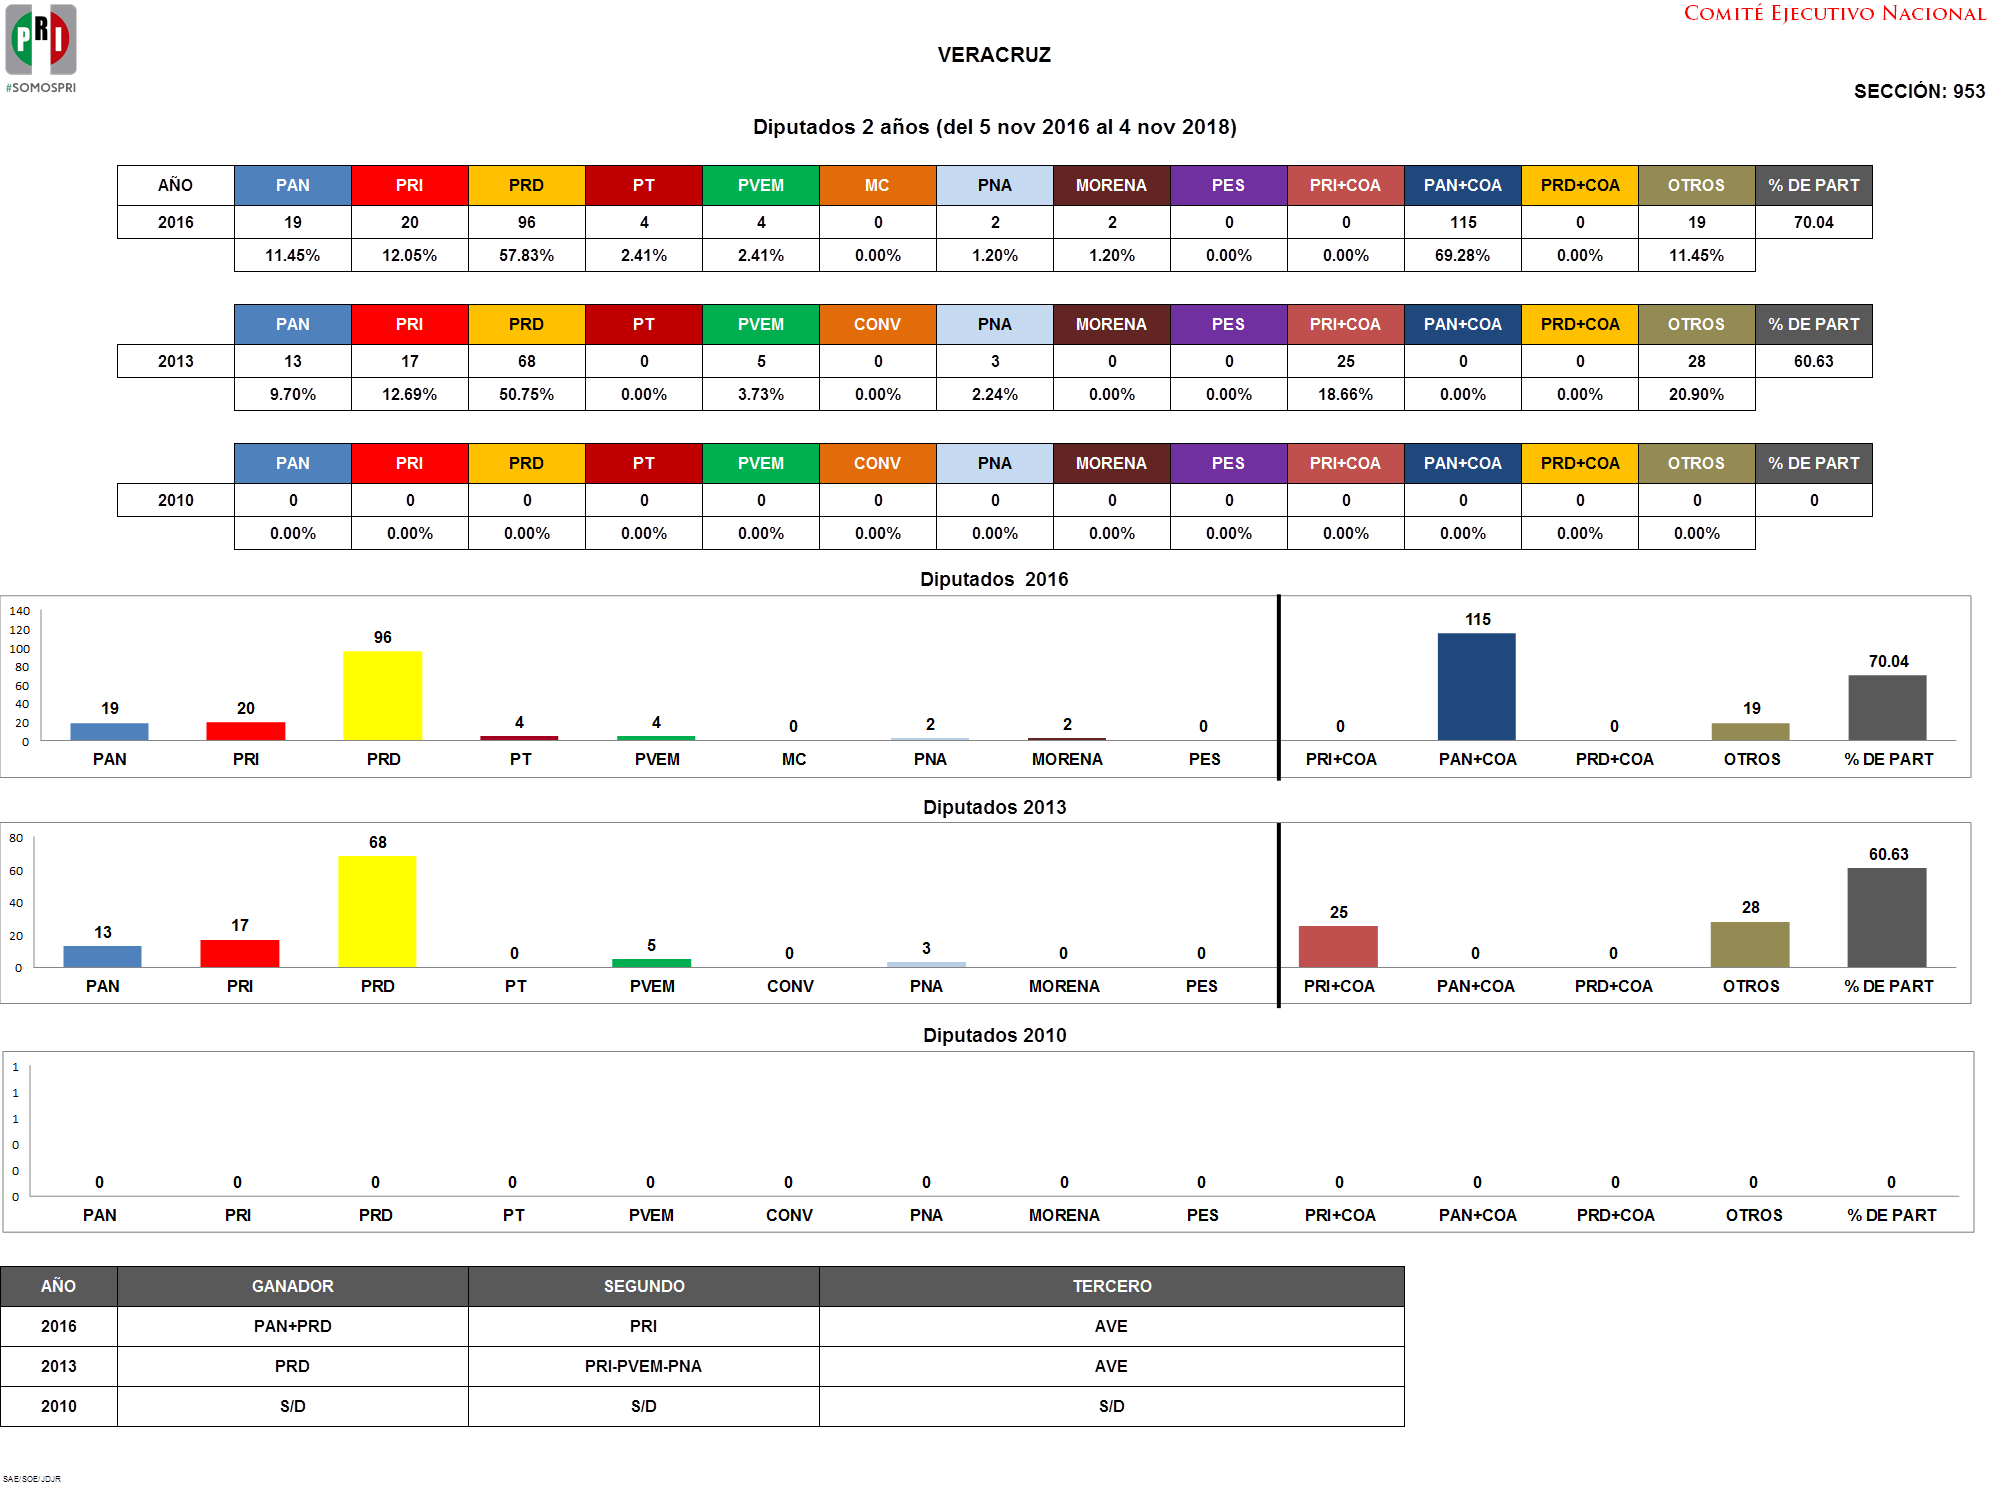 PRI
#SOMOSPRI
COMITÉ EJECUTIVO NACIONAL
VERACRUZ
SECCIÓN: 953
Diputados 2 años (del 5 nov 2016 al 4 nov 2018)
AÑO PAN PRI PRD PT PVEM MC PNA MORENA PES PRI+COA PAN+COA PRD+COA OTROS % DE PART
2016 19 20 96 4 4 0 2 2 0 0 115 0 19 70.04
11.45% 12.05% 57.83% 2.41% 2.41% 0.00% 1.20% 1.20% 0.00% 0.00% 69.28% 0.00% 11.45%
PAN PRI PRD PT PVEM CONV PNA MORENA PES PRI+COA PAN+COA PRD+COA OTROS % DE PART
2013 13 17 68 0 5 0 3 0 0 25 0 0 28 60.63
9.70% 12.69% 50.75% 0.00% 3.73% 0.00% 2.24% 0.00% 0.00% 18.66% 0.00% 0.00% 20.90%
PAN PRI PRD PT PVEM CONV PNA MORENA PES PRI+COA PAN+COA PRD+COA OTROS % DE PART
2010 0 0 0 0 0 0 0 0 0 0 0 0 0 0
0.00% 0.00% 0.00% 0.00% 0.00% 0.00% 0.00% 0.00% 0.00% 0.00% 0.00% 0.00% 0.00%
Diputados 2016
140
120
100
80
60
40
20
0
19 20 96 4 4 0 2 2 0 0 115 0 19 70.04
PAN PRI PRD PT PVEM MC PNA MORENA PES PRI+COA PAN+COA PRD+COA OTROS % DE PART
Diputados 2013
80
60
40
20
0
13 17 68 0 5 0 3 0 0 25 0 0 28 60.63
PAN PRI PRD PT PVEM CONV PNA MORENA PES PRI+COA PAN+COA PRD+COA OTROS % DE PART
Diputados 2010
1
1
1
0
0
0
0 0 0 0 0 0 0 0 0 0 0 0 0 0
PAN PRI PRD PT PVEM CONV PNA MORENA PES PRI+COA PAN+COA PRD+COA OTROS % DE PART
AÑO GANADOR SEGUNDO TERCERO
2016 PAN+PRD PRI AVE
2013 PRD PRI-PVEM-PNA AVE
2010 S/D S/D S/D
SAE/SOE/JDJR